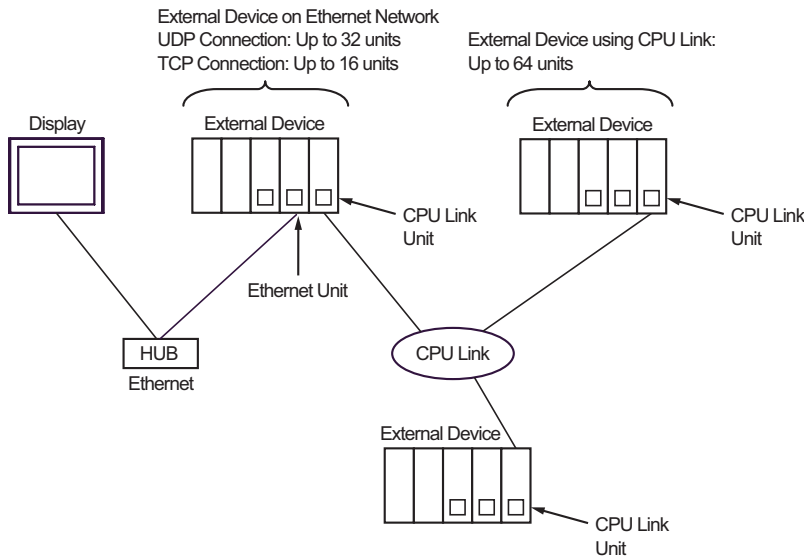 External Device on Ethernet Network
UDP Connection: Up to 32 units
TCP Connection: Up to 16 units
External Device using CPU Link:
Up to 64 units
Display
External Device
External Device
CPU Link
Unit
CPU Link
Unit
Ethernet Unit
HUB
Ethernet
CPU Link
External Device
CPU Link
Unit